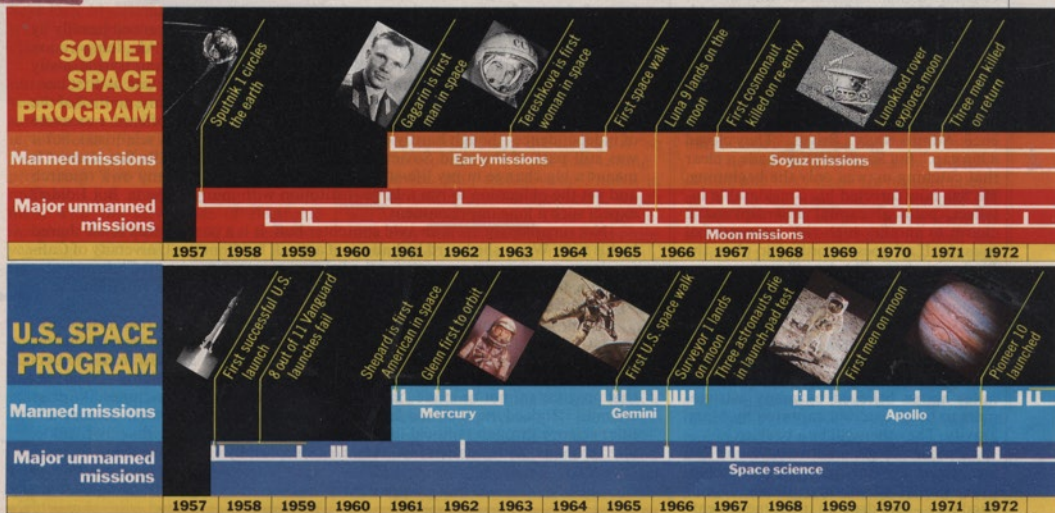 SOVIET
SPACE
PROGRAM
Sputnik 1 circles
the earth
Gagarin is first
man in space
Tereshkova is first
woman in space
First space walk
Luna 9 lands on the
moon
First cosmonaut
killed on re-entry
Lunokhod rover
explores moon
Three men killed
on return
Manned missions
Early missions
Soyuz missions
Major unmanned
missions
Moon missions
1957 1958 1959 1960 1961 1962 1963 1964 1965 1966 1967 1968 1969 1970 1971 1972
U.S. SPACE
PROGRAM
First successful U.S.
launch
8 out of 11 Vanguard
launches fail
Shepard is first
American in space
Glenn first to orbit
First U.S. space walk
Surveyor 1 lands
on moon
Three astronauts die
in launch-pad test
First men on moon
Pioneer 10
launched
Manned missions
Mercury
Gemini
Apollo
Major unmanned
missions
Space science
1957 1958 1959 1960 1961 1962 1963 1964 1965 1966 1967 1968 1969 1970 1971 1972